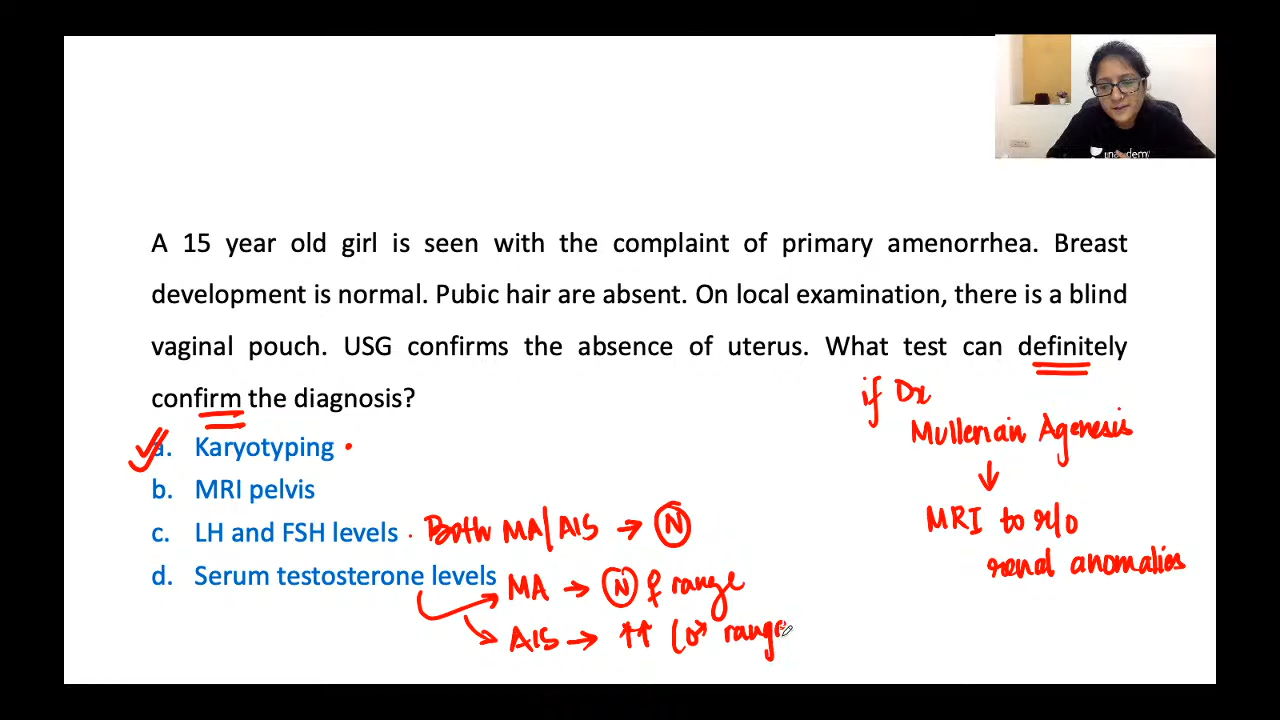 A 15 year old girl is seen with the complaint of primary amenorrhea. Breast
development is normal. Pubic hair are absent. On local examination, there is a blind
vaginal pouch. USG confirms the absence of uterus. What test can definitely
confirm the diagnosis?
a. Karyotyping
b. MRI pelvis
c. LH and FSH levels
d. Serum testosterone levels
if Dx
Mullerian Agenesis
↓
MRI to r/o
renal anomalies
Both MA/AIS → N
MA → N f range
AIS → ↑↑ (♂ range
unacademy